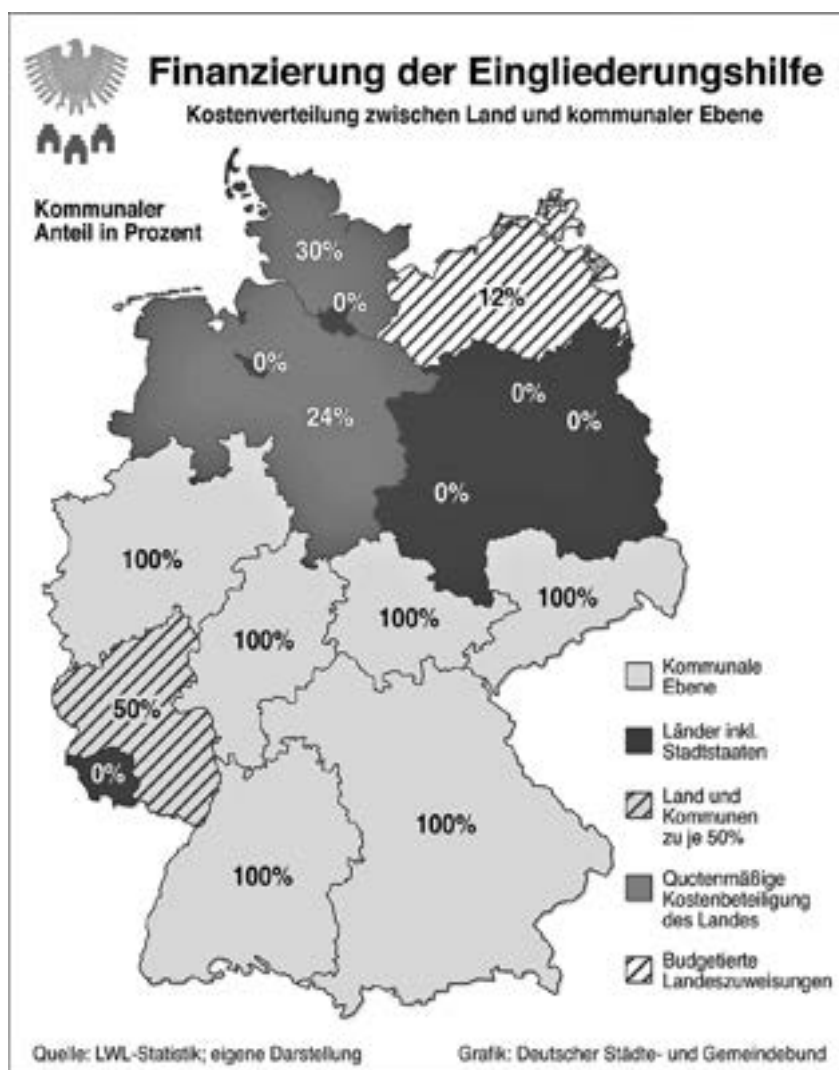 Finanzierung der Eingliederungshilfe
Kostenverteilung zwischen Land und kommunaler Ebene
Kommunaler
Anteil in Prozent
30%
0%
12%
0%
0%
0%
24%
0%
100%
100%
100%
100%
50%
0%
100%
100%
Kommunale
Ebene
Länder inkl.
Stadtstaaten
Land und
Kommunen
zu je 50%
Quotenmäßige
Kostenbeteiligung
des Landes
Budgetierte
Landeszuweisungen
Quelle: LWL-Statistik; eigene Darstellung
Grafik: Deutscher Städte- und Gemeindebund